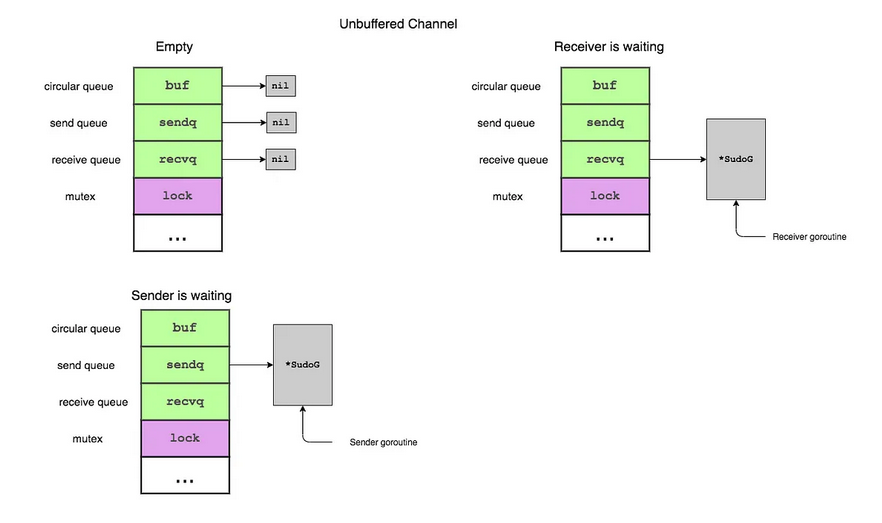 Unbuffered Channel
Empty
circular queue buf nil
send queue sendq nil
receive queue recvq nil
mutex lock
...
Receiver is waiting
circular queue buf
send queue sendq
receive queue recvq *SudoG
mutex lock
...
Receiver goroutine
Sender is waiting
circular queue buf
send queue sendq *SudoG
receive queue recvq
mutex lock
...
Sender goroutine